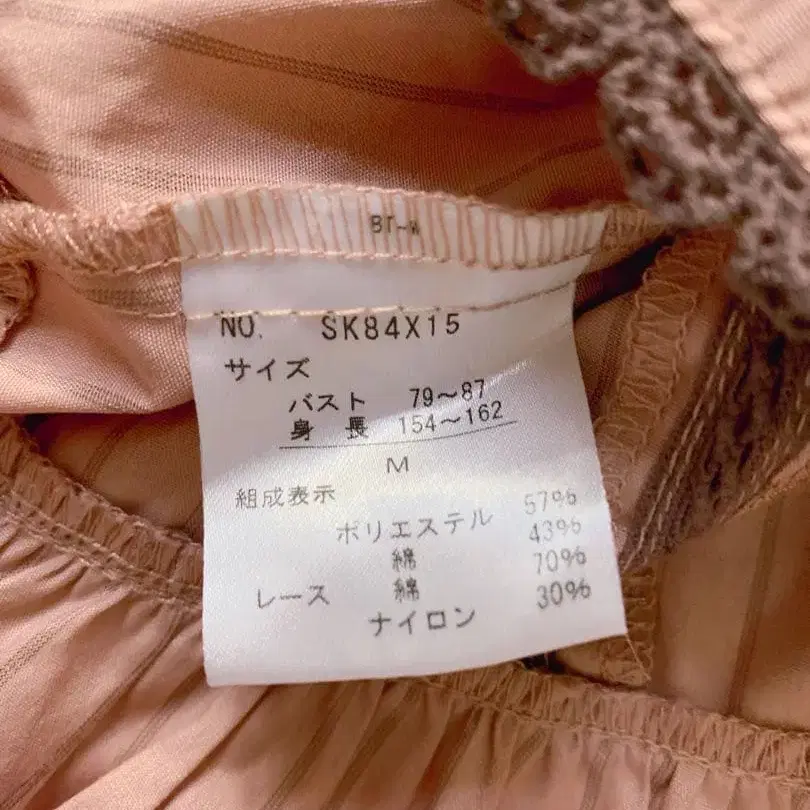 BT-W
NO. SK84X15
サイズ
バスト 79～87
身長 154～162
M
組成表示
ポリエステル 57%
綿 43%
レース 綿 70%
ナイロン 30%